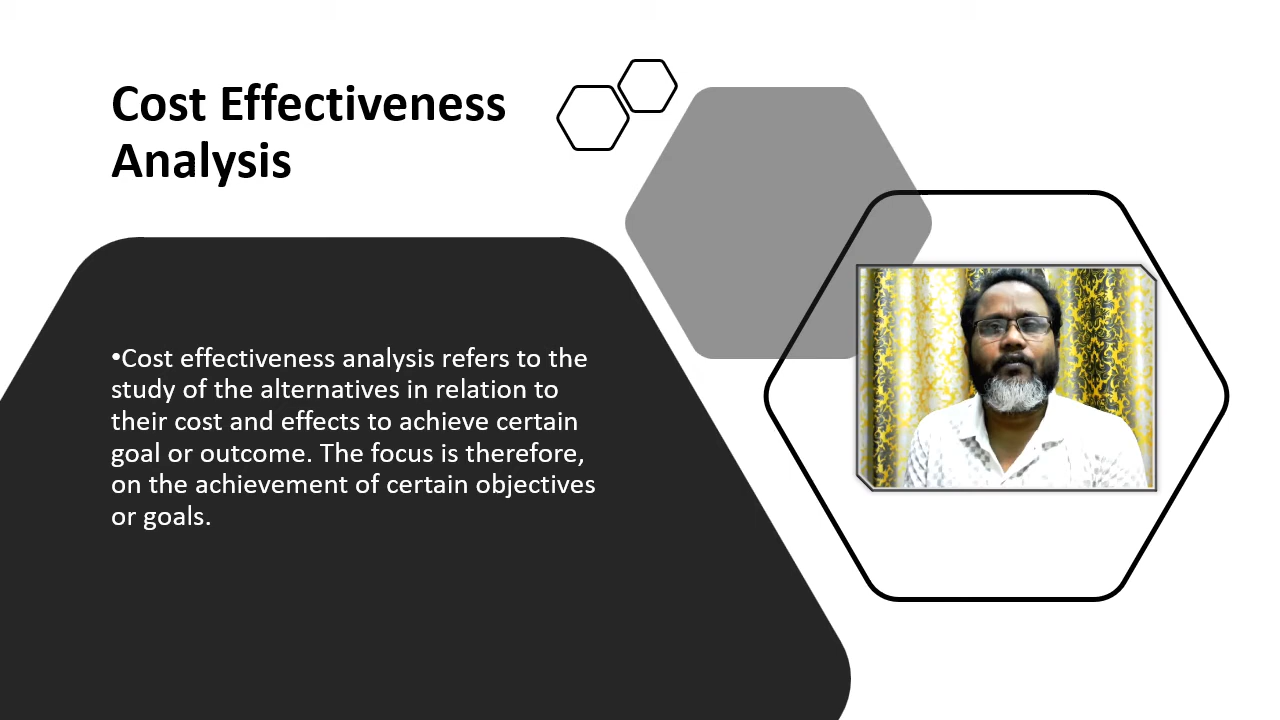 Cost Effectiveness
Analysis
•Cost effectiveness analysis refers to the
study of the alternatives in relation to
their cost and effects to achieve certain
goal or outcome. The focus is therefore,
on the achievement of certain objectives
or goals.